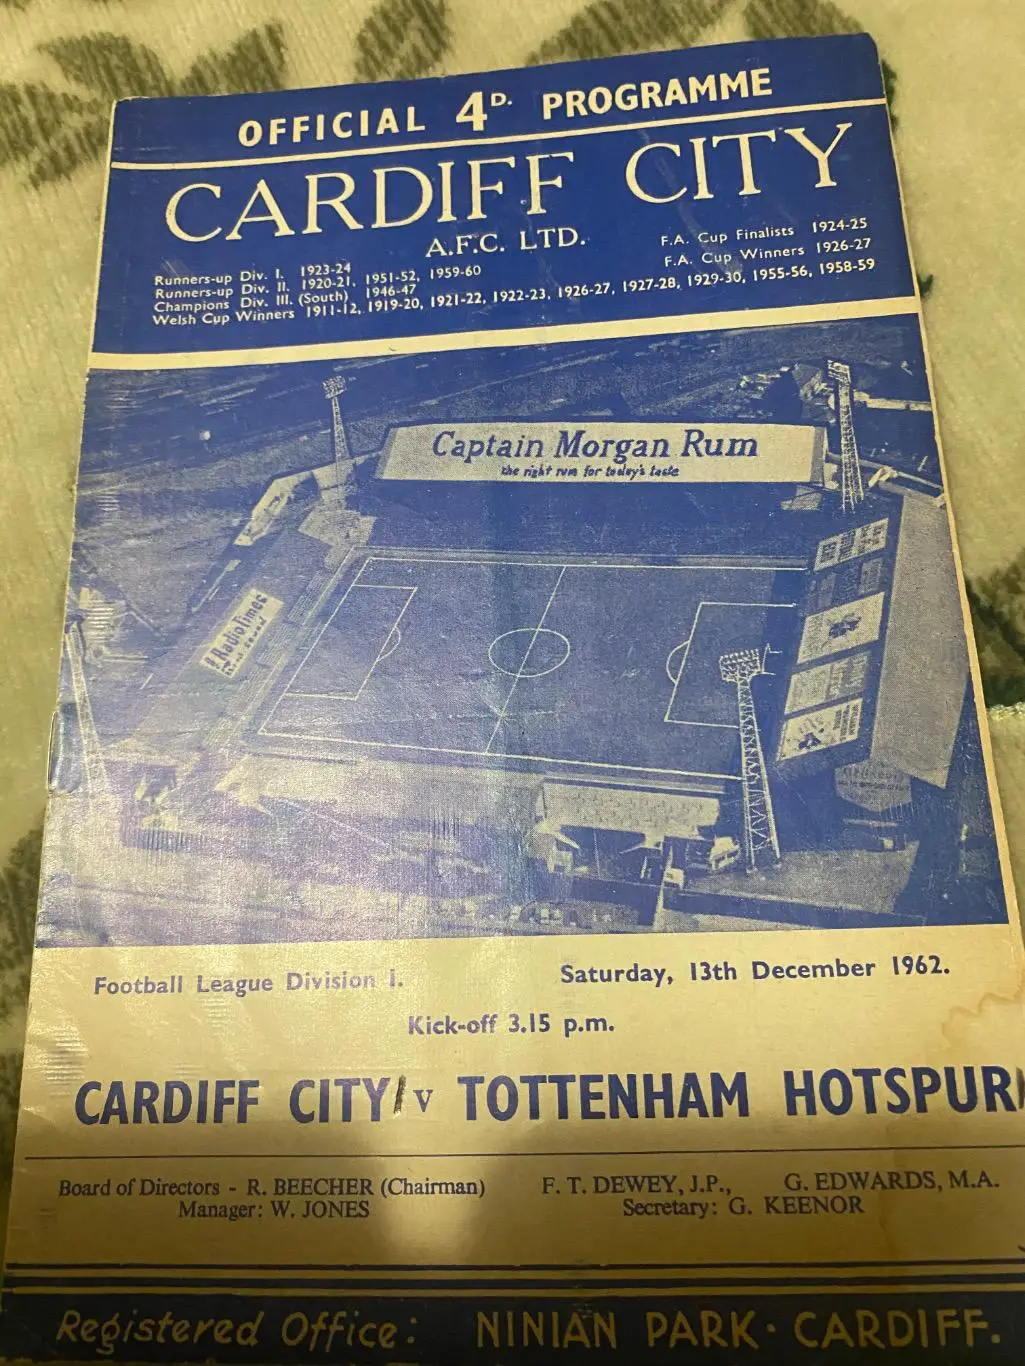 OFFICIAL 4D. PROGRAMME
CARDIFF CITY
A.F.C. LTD.
Runners-up Div. I. 1923-24
Runners-up Div. II. 1920-21, 1951-52, 1959-60
Champions Div. III. (South) 1946-47
Welsh Cup Winners 1911-12, 1919-20, 1921-22, 1922-23, 1926-27, 1927-28, 1929-30, 1955-56, 1958-59
F.A. Cup Finalists 1924-25
F.A. Cup Winners 1926-27
Captain Morgan Rum
the right rum for today's taste
Radio Times
Football League Division I.
Saturday, 13th December 1962.
Kick-off 3.15 p.m.
CARDIFF CITY v TOTTENHAM HOTSPUR
Board of Directors - R. BEECHER (Chairman) F. T. DEWEY, J.P., G. EDWARDS, M.A.
Manager: W. JONES Secretary: G. KEENOR
Registered Office: NINIAN PARK · CARDIFF.